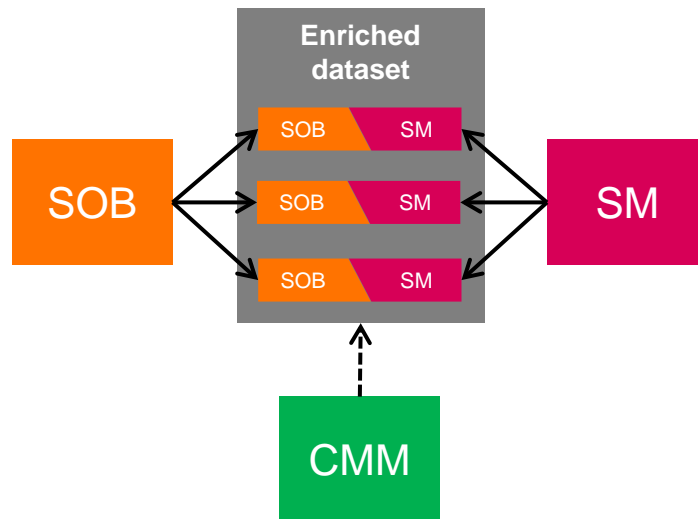 Enriched
dataset
SOB SM
SOB SM
SOB SM
SOB
SM
CMM